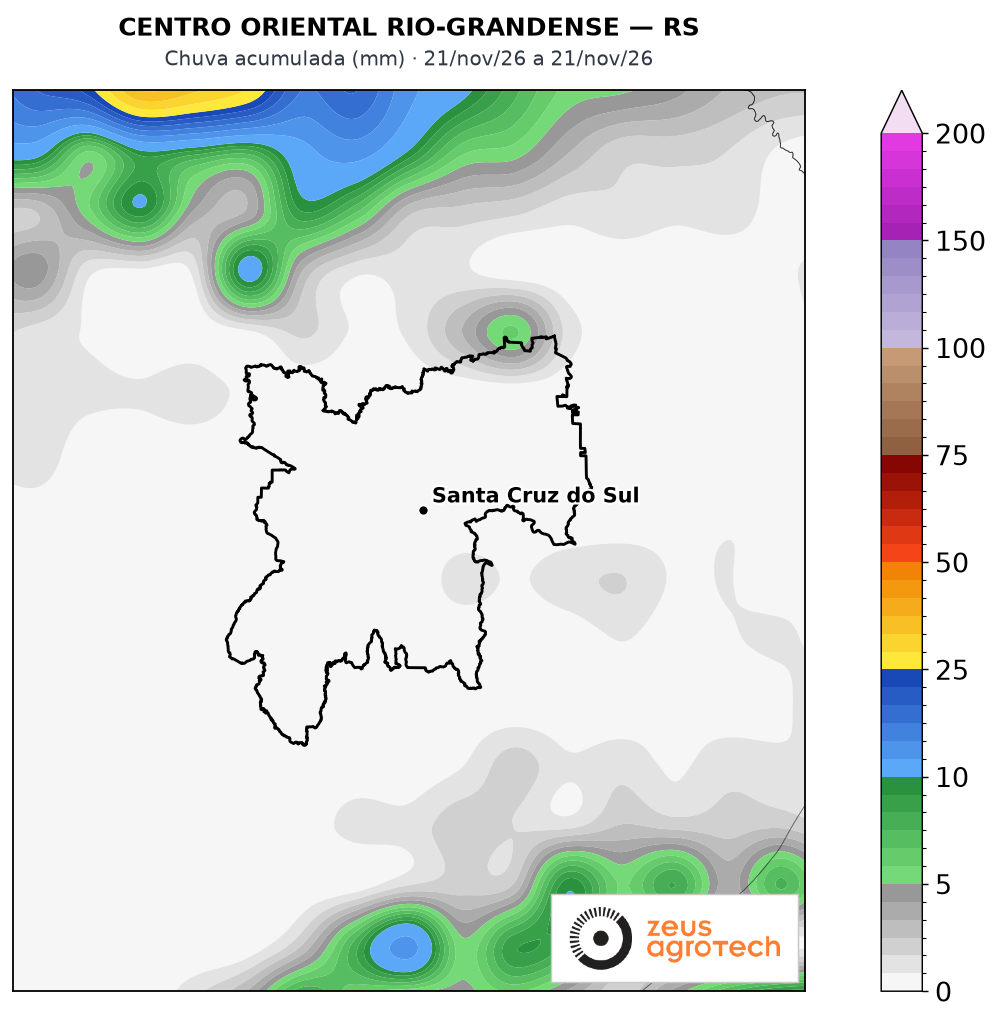 CENTRO ORIENTAL RIO-GRANDENSE — RS
Chuva acumulada (mm) · 21/nov/26 a 21/nov/26
200
150
100
75
50
25
10
5
0
Santa Cruz do Sul
zeus
agrotech